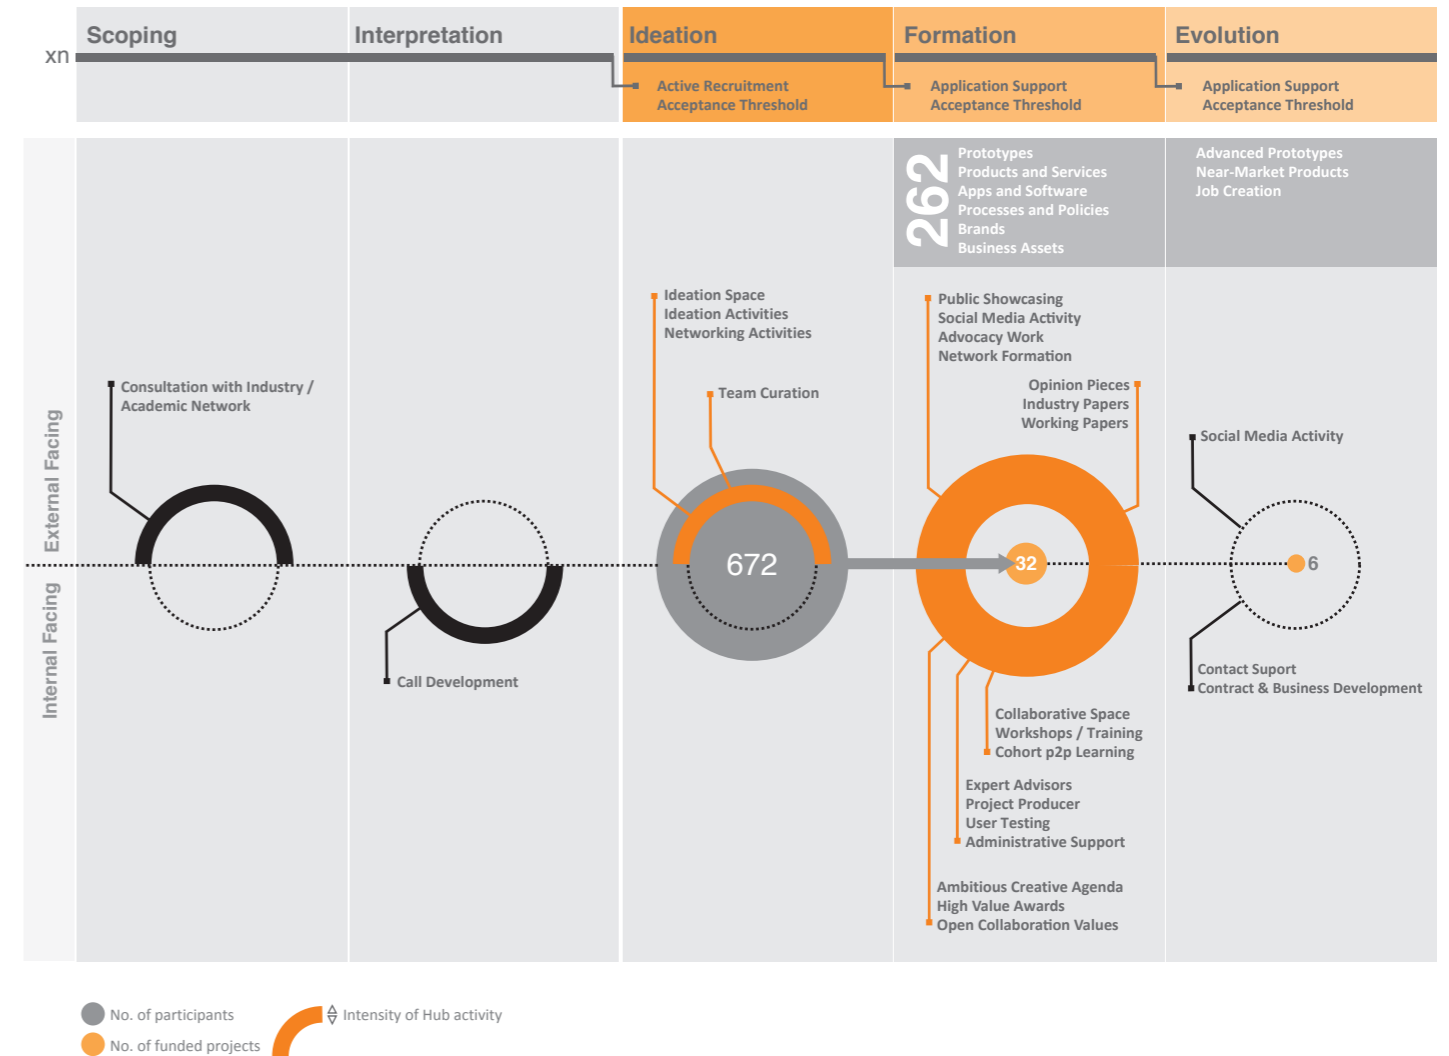 xn
Scoping
Interpretation
Ideation
Formation
Evolution
Active Recruitment
Acceptance Threshold
Application Support
Acceptance Threshold
Application Support
Acceptance Threshold
262
Prototypes
Products and Services
Apps and Software
Processes and Policies
Brands
Business Assets
Advanced Prototypes
Near-Market Products
Job Creation
External Facing
Internal Facing
Consultation with Industry /
Academic Network
Call Development
Ideation Space
Ideation Activities
Networking Activities
Team Curation
672
Public Showcasing
Social Media Activity
Advocacy Work
Network Formation
Opinion Pieces
Industry Papers
Working Papers
32
Collaborative Space
Workshops / Training
Cohort p2p Learning
Expert Advisors
Project Producer
User Testing
Administrative Support
Ambitious Creative Agenda
High Value Awards
Open Collaboration Values
Social Media Activity
6
Contact Suport
Contract & Business Development
No. of participants
No. of funded projects
Intensity of Hub activity